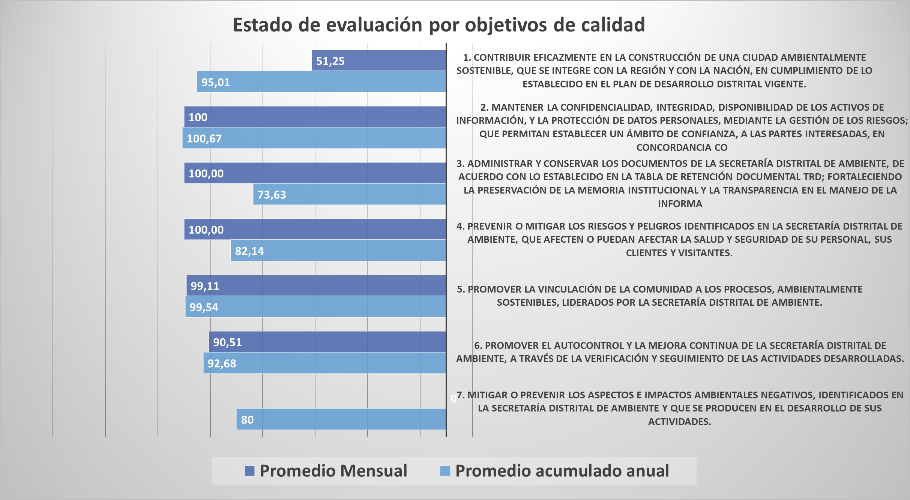 Estado de evaluación por objetivos de calidad
51,25
95,01
1. CONTRIBUIR EFICAZMENTE EN LA CONSTRUCCIÓN DE UNA CIUDAD AMBIENTALMENTE
SOSTENIBLE, QUE SE INTEGRE CON LA REGIÓN Y CON LA NACIÓN, EN CUMPLIMIENTO DE LO
ESTABLECIDO EN EL PLAN DE DESARROLLO DISTRITAL VIGENTE.
100
100,67
2. MANTENER LA CONFIDENCIALIDAD, INTEGRIDAD, DISPONIBILIDAD DE LOS ACTIVOS DE
INFORMACIÓN, Y LA PROTECCIÓN DE DATOS PERSONALES, MEDIANTE LA GESTIÓN DE LOS RIESGOS;
QUE PERMITAN ESTABLECER UN ÁMBITO DE CONFIANZA, A LAS PARTES INTERESADAS, EN
CONCORDANCIA CO
100,00
73,63
3. ADMINISTRAR Y CONSERVAR LOS DOCUMENTOS DE LA SECRETARÍA DISTRITAL DE AMBIENTE, DE
ACUERDO CON LO ESTABLECIDO EN LA TABLA DE RETENCIÓN DOCUMENTAL TRD; FORTALECIENDO
LA PRESERVACIÓN DE LA MEMORIA INSTITUCIONAL Y LA TRANSPARENCIA EN EL MANEJO DE LA
INFORMA
100,00
82,14
4. PREVENIR O MITIGAR LOS RIESGOS Y PELIGROS IDENTIFICADOS EN LA SECRETARÍA DISTRITAL DE
AMBIENTE, QUE AFECTEN O PUEDAN AFECTAR LA SALUD Y SEGURIDAD DE SU PERSONAL, SUS
CLIENTES Y VISITANTES.
99,11
99,54
5. PROMOVER LA VINCULACIÓN DE LA COMUNIDAD A LOS PROCESOS, AMBIENTALMENTE
SOSTENIBLES, LIDERADOS POR LA SECRETARÍA DISTRITAL DE AMBIENTE.
90,51
92,68
6. PROMOVER EL AUTOCONTROL Y LA MEJORA CONTINUA DE LA SECRETARÍA DISTRITAL DE
AMBIENTE, A TRAVÉS DE LA VERIFICACIÓN Y SEGUIMIENTO DE LAS ACTIVIDADES DESARROLLADAS.
0
80
7. MITIGAR O PREVENIR LOS ASPECTOS E IMPACTOS AMBIENTALES NEGATIVOS, IDENTIFICADOS EN
LA SECRETARÍA DISTRITAL DE AMBIENTE Y QUE SE PRODUCEN EN EL DESARROLLO DE SUS
ACTIVIDADES.
Promedio Mensual
Promedio acumulado anual